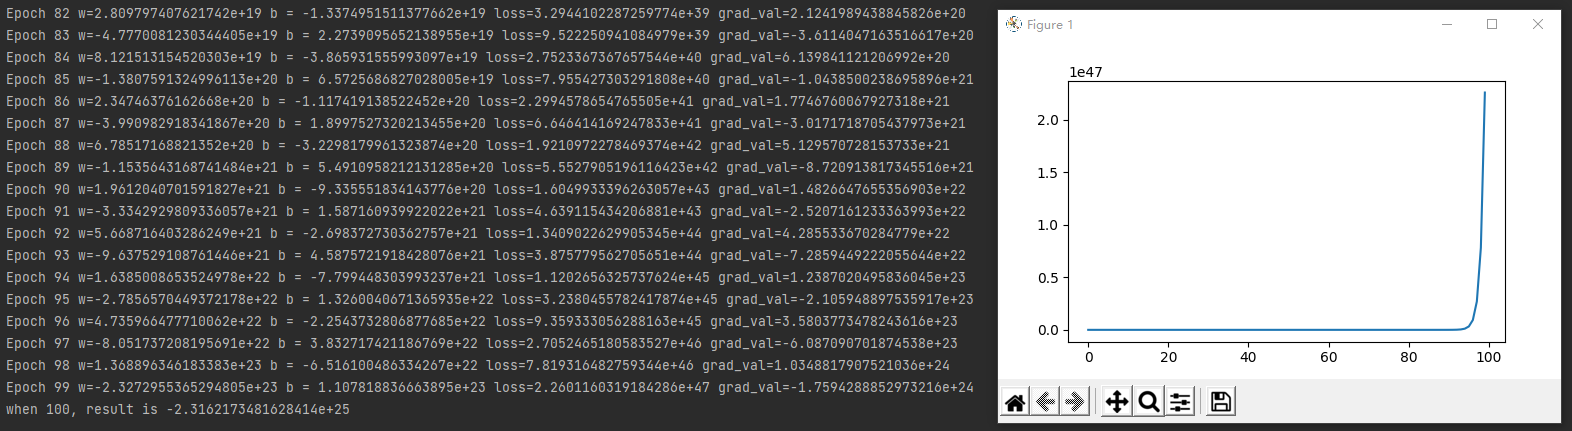 Epoch 82 w=2.809797407621742e+19 b = -1.3374951511377662e+19 loss=3.2944102287259774e+39 grad_val=2.1241989438845826e+20
Epoch 83 w=-4.7770081230344405e+19 b = 2.2739095652138955e+19 loss=9.522250941084979e+39 grad_val=-3.6114047163516617e+20
Epoch 84 w=8.121513154520303e+19 b = -3.865931555993097e+19 loss=2.7523367367657544e+40 grad_val=6.139841121206992e+20
Epoch 85 w=-1.3807591324996113e+20 b = 6.5725686827028005e+19 loss=7.955427303291808e+40 grad_val=-1.0438500238695896e+21
Epoch 86 w=2.34746376162668e+20 b = -1.117419138522452e+20 loss=2.2994578654765505e+41 grad_val=1.7746760067927318e+21
Epoch 87 w=-3.990982918341867e+20 b = 1.8997527320213455e+20 loss=6.646414169247833e+41 grad_val=-3.0171718705437973e+21
Epoch 88 w=6.78517168821352e+20 b = -3.2298179961323874e+20 loss=1.9210972278469374e+42 grad_val=5.129570728153733e+21
Epoch 89 w=-1.1535643168741484e+21 b = 5.4910958212131285e+20 loss=5.5527905196116423e+42 grad_val=-8.720913817345516e+21
Epoch 90 w=1.9612040701591827e+21 b = -9.335551834143776e+20 loss=1.6049933396263057e+43 grad_val=1.4826647655356903e+22
Epoch 91 w=-3.3342929809336057e+21 b = 1.587160939922022e+21 loss=4.639115434206881e+43 grad_val=-2.5207161233363993e+22
Epoch 92 w=5.668716403286249e+21 b = -2.698372730362757e+21 loss=1.3409022629905345e+44 grad_val=4.285533670284779e+22
Epoch 93 w=-9.637529108761446e+21 b = 4.5875721918428076e+21 loss=3.875779562705651e+44 grad_val=-7.2859449222055644e+22
Epoch 94 w=1.6385008653524978e+22 b = -7.799448303993237e+21 loss=1.1202656325737624e+45 grad_val=1.2387020495836045e+23
Epoch 95 w=-2.7856570449372178e+22 b = 1.3260040671365935e+22 loss=3.2380455782417874e+45 grad_val=-2.105948897535917e+23
Epoch 96 w=4.735966477710062e+22 b = -2.2543732806877685e+22 loss=9.359333056288163e+45 grad_val=3.5803773478243616e+23
Epoch 97 w=-8.051737208195691e+22 b = 3.832717421186769e+22 loss=2.7052465180583527e+46 grad_val=-6.087090701874538e+23
Epoch 98 w=1.368896346183383e+23 b = -6.516100486334267e+22 loss=7.819316482759344e+46 grad_val=1.0348817907521036e+24
Epoch 99 w=-2.3272955365294805e+23 b = 1.107818836663895e+23 loss=2.2601160319184286e+47 grad_val=-1.7594288852973216e+24
when 100, result is -2.3162173481628414e+25
Figure 1
1e47
2.0
1.5
1.0
0.5
0.0
0 20 40 60 80 100